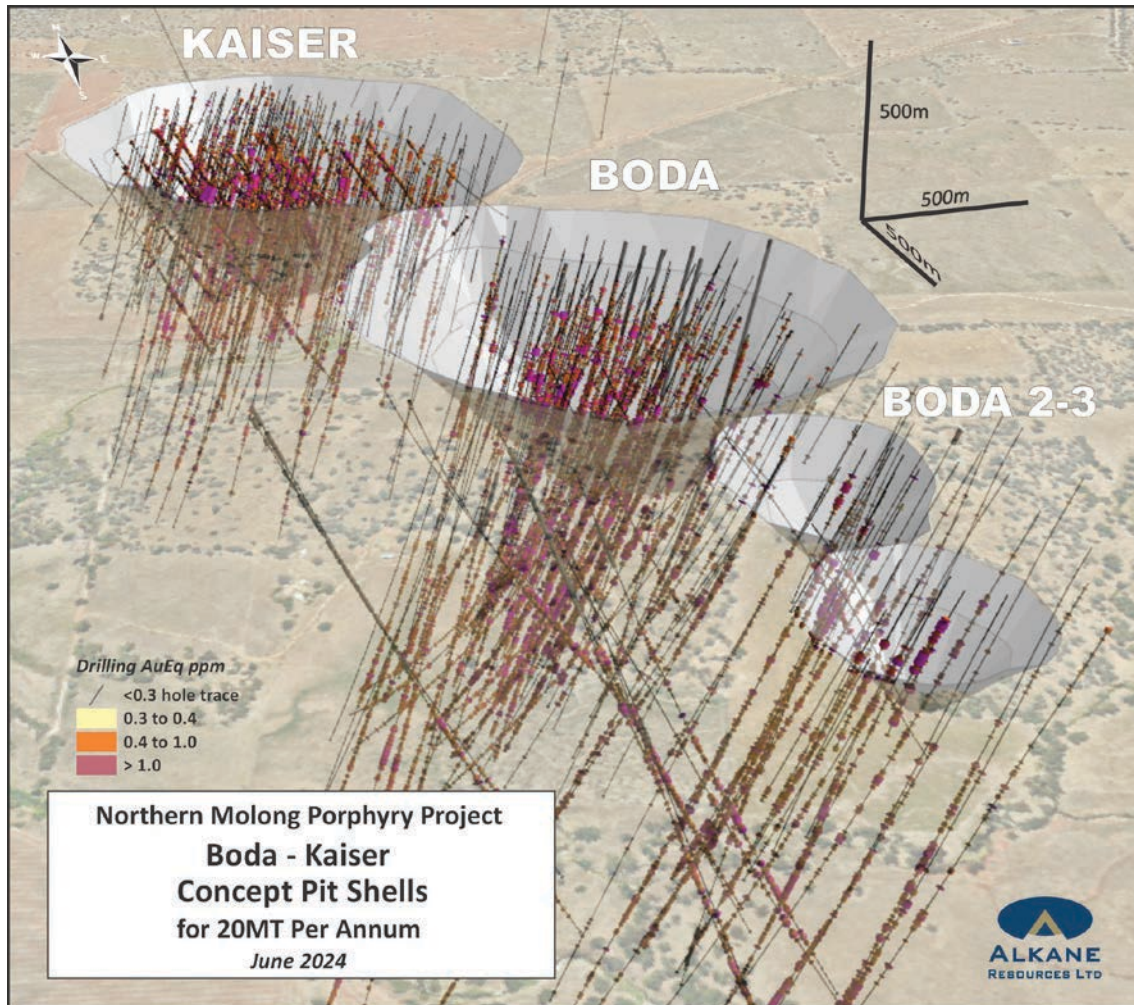 KAISER
N
W
E
S
BODA
500m
500m
500m
BODA 2-3
Drilling AuEq ppm
<0.3 hole trace
0.3 to 0.4
0.4 to 1.0
> 1.0
Northern Molong Porphyry Project
Boda - Kaiser
Concept Pit Shells
for 20MT Per Annum
June 2024
ALKANE
RESOURCES LTD